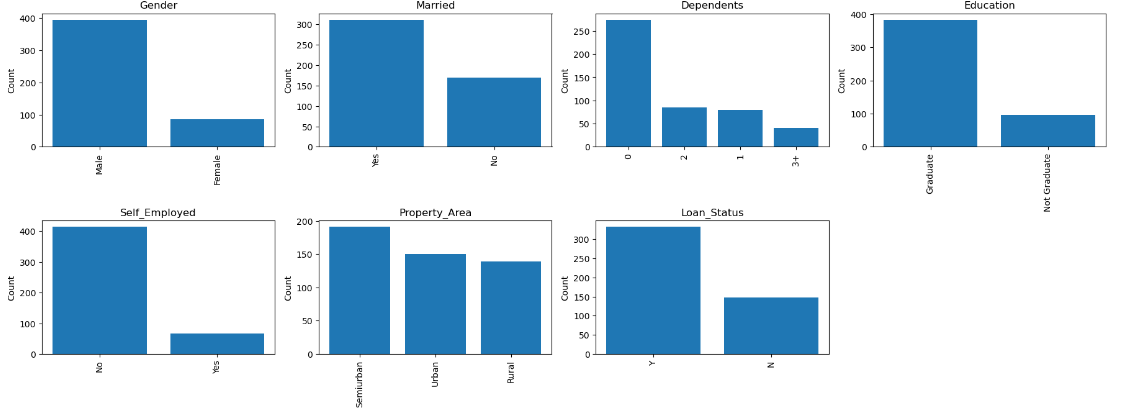 Gender
Count
400
300
200
100
0
Male
Female
Married
Count
300
250
200
150
100
50
0
Yes
No
Dependents
Count
250
200
150
100
50
0
0
2
1
3+
Education
Count
400
300
200
100
0
Graduate
Not Graduate
Self_Employed
Count
400
300
200
100
0
No
Yes
Property_Area
Count
200
150
100
50
0
Semiurban
Urban
Rural
Loan_Status
Count
300
250
200
150
100
50
0
Y
N